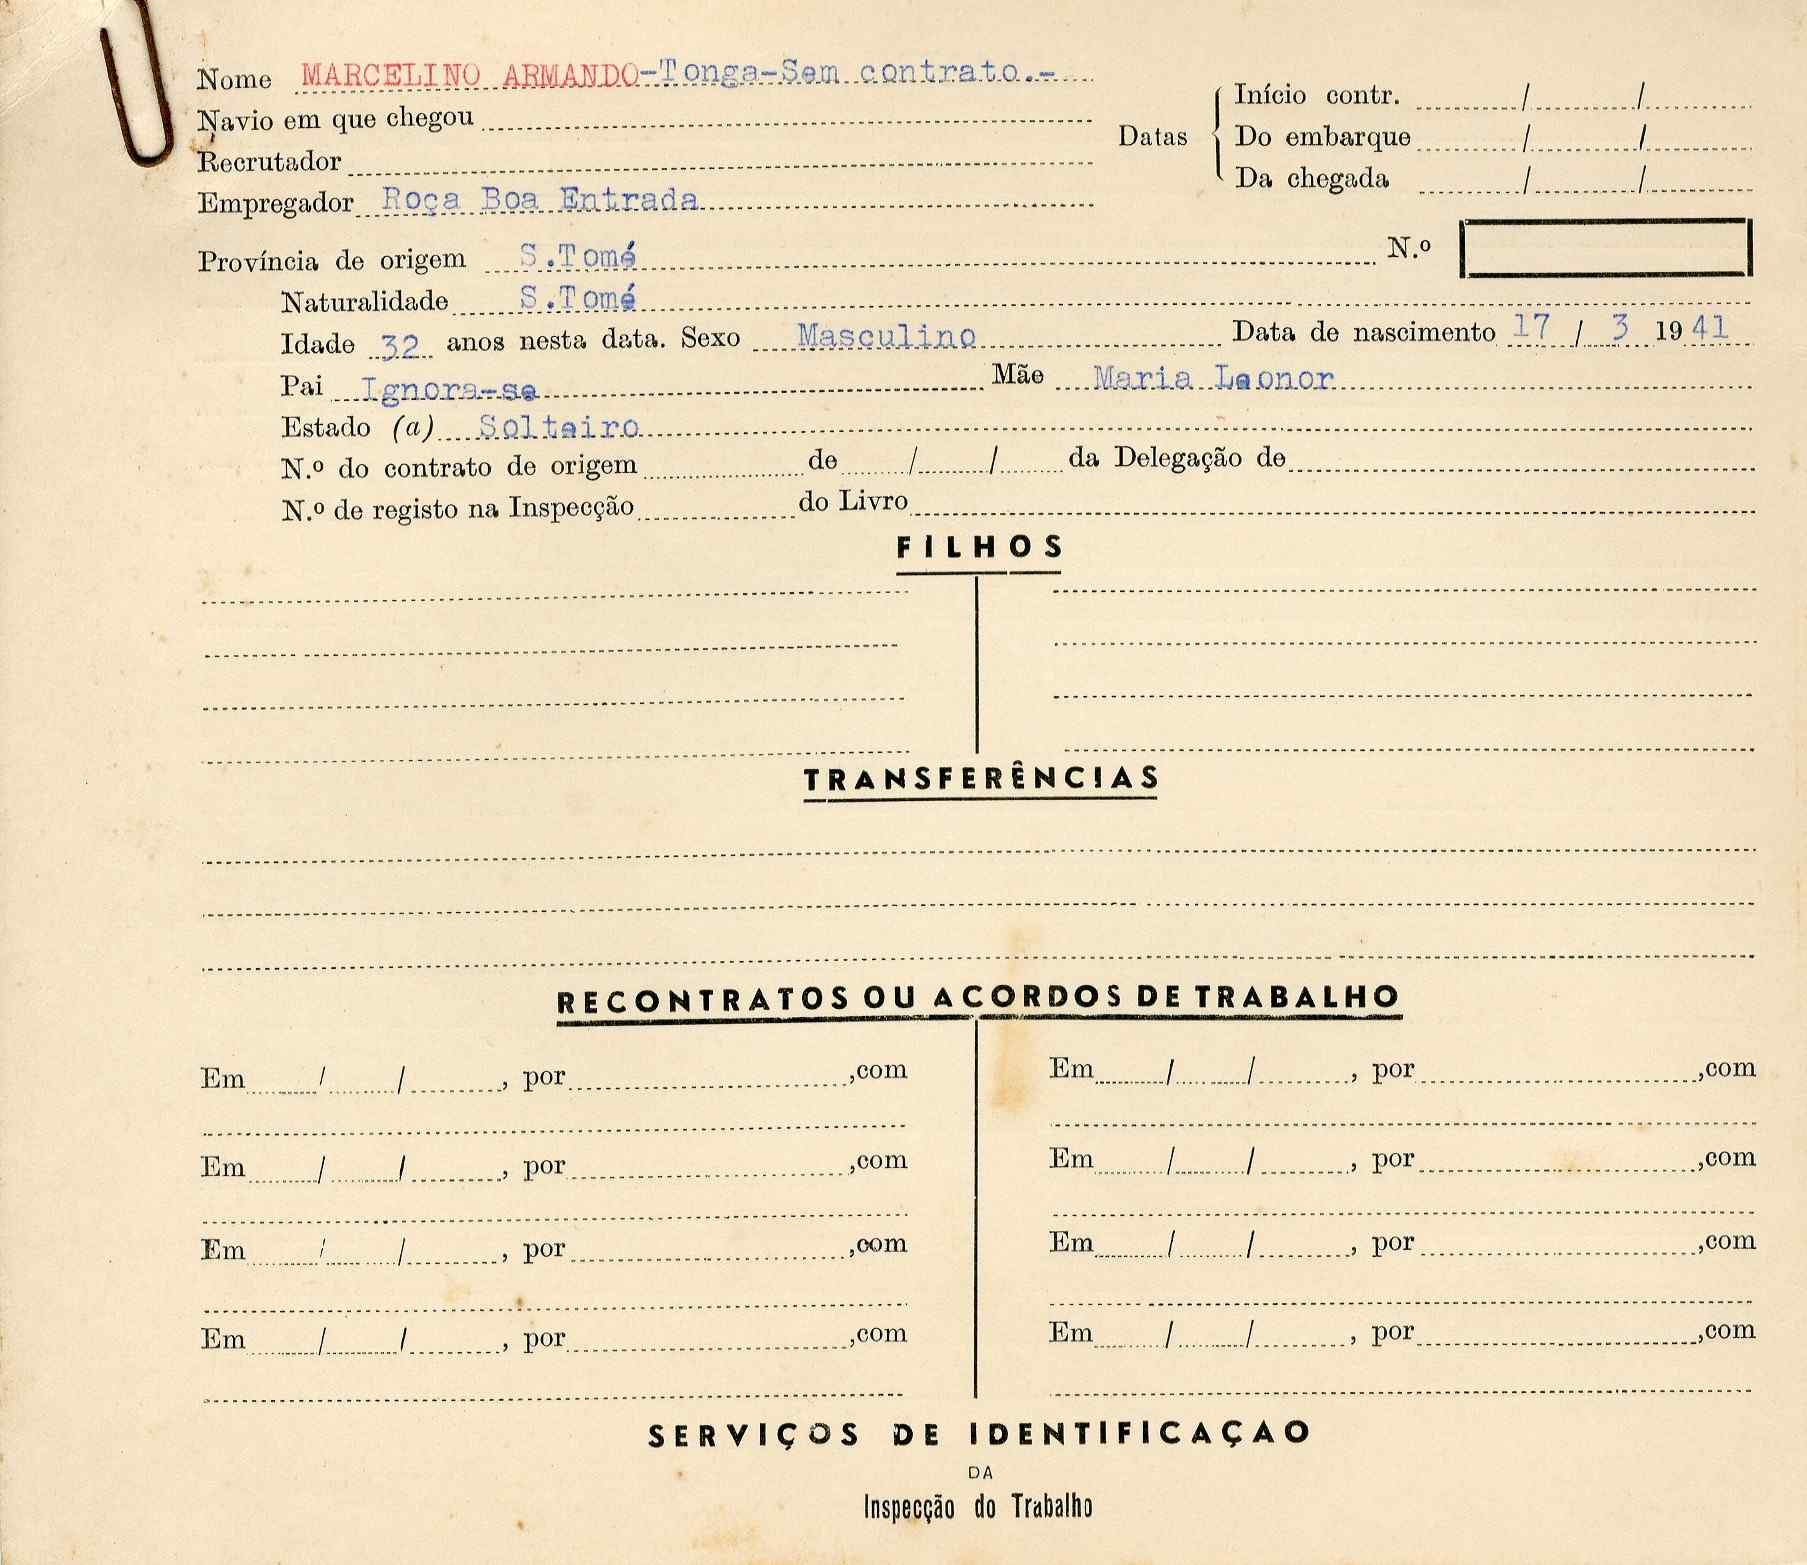 Nome MARCELINO ARMANDO-Tonga-Sem contrato.-
Navio em que chegou
Recrutador
Empregador Roça Boa Entrada
Datas
Início contr. / /
Do embarque / /
Da chegada / /
Província de origem S.Tomé N.º
Naturalidade S.Tomé
Idade 32 anos nesta data. Sexo Masculino Data de nascimento 17 / 3 1941
Pai Ignora-se Mãe Maria Leonor
Estado (a) Solteiro
N.º do contrato de origem de / / da Delegação de
N.º de registo na Inspecção do Livro
FILHOS
TRANSFERÊNCIAS
RECONTRATOS OU ACORDOS DE TRABALHO
Em / / , por ,com
Em / / , por ,com
Em / / , por ,com
Em / / , por ,com
Em / / , por ,com
Em / / , por ,com
Em / / , por ,com
Em / / , por ,com
SERVIÇOS DE IDENTIFICAÇAO
DA
Inspecção do Trabalho